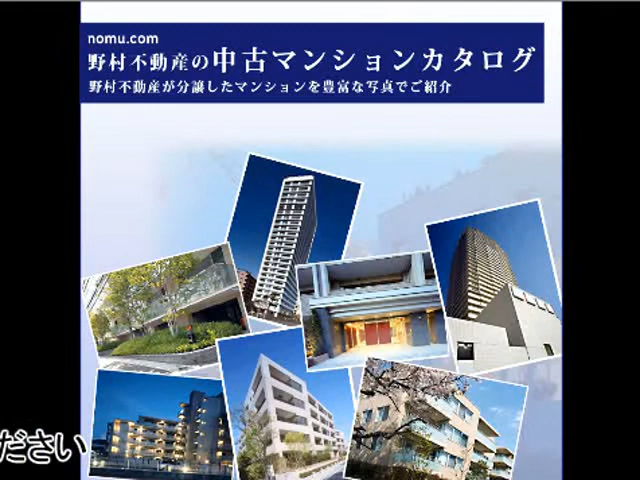 nomu.com
野村不動産の中古マンションカタログ
野村不動産が分譲したマンションを豊富な写真でご紹介
ださい